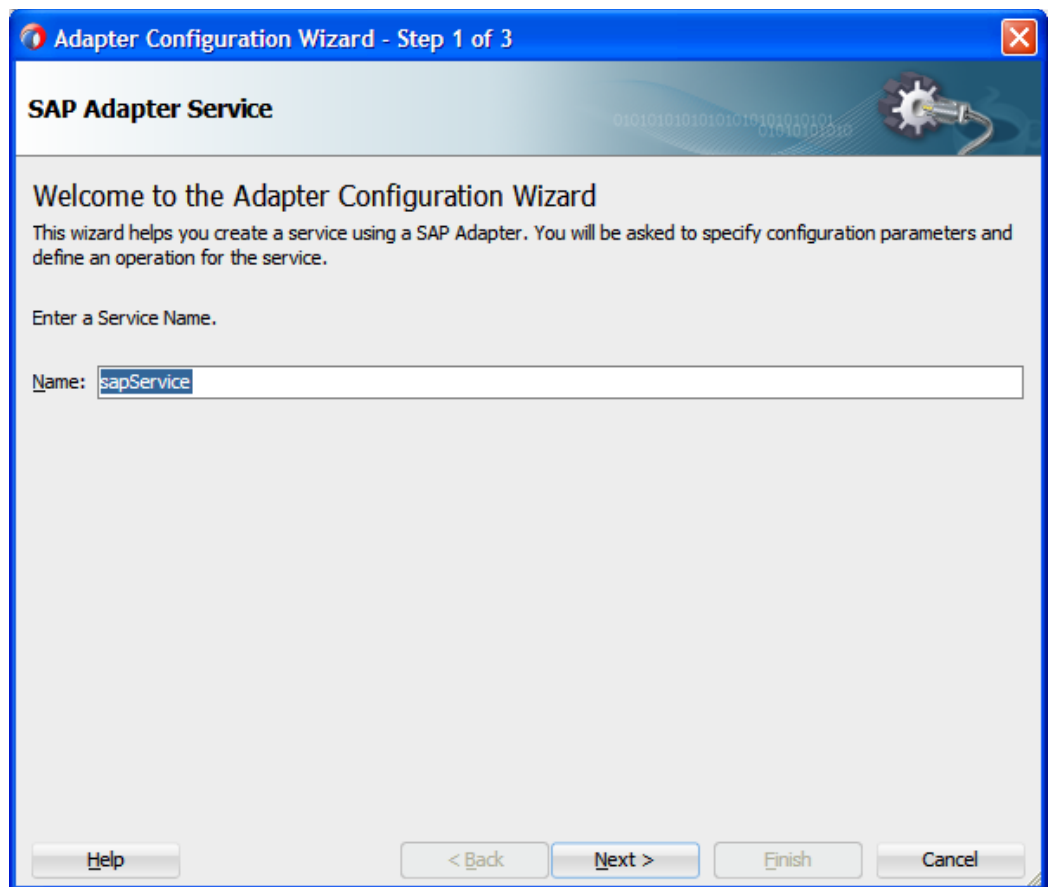 Adapter Configuration Wizard - Step 1 of 3
SAP Adapter Service
Welcome to the Adapter Configuration Wizard
This wizard helps you create a service using a SAP Adapter. You will be asked to specify configuration parameters and
define an operation for the service.
Enter a Service Name.
Name: sapService
Help < Back Next > Finish Cancel